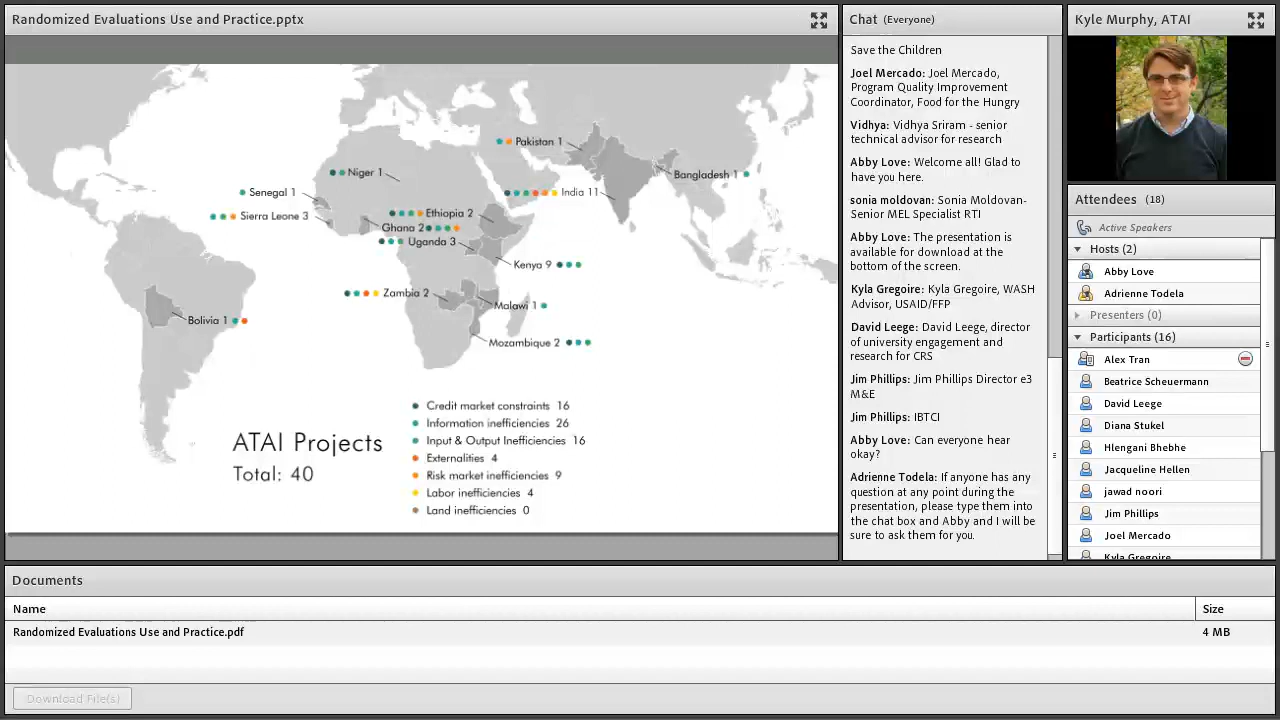 Randomized Evaluations Use and Practice.pptx
Pakistan 1
Niger 1
Bangladesh 1
Senegal 1
India 11
Sierra Leone 3
Ethiopia 2
Ghana 2
Uganda 3
Kenya 9
Zambia 2
Malawi 1
Bolivia 1
Mozambique 2
ATAI Projects
Total: 40
Credit market constraints 16
Information inefficiencies 26
Input & Output Inefficiencies 16
Externalities 4
Risk market inefficiencies 9
Labor inefficiencies 4
Land inefficiencies 0
Chat (Everyone)
Save the Children
Joel Mercado: Joel Mercado,
Program Quality Improvement
Coordinator, Food for the Hungry
Vidhya: Vidhya Sriram - senior
technical advisor for research
Abby Love: Welcome all! Glad to
have you here.
sonia moldovan: Sonia Moldovan-
Senior MEL Specialist RTI
Abby Love: The presentation is
available for download at the
bottom of the screen.
Kyla Gregoire: Kyla Gregoire, WASH
Advisor, USAID/FFP
David Leege: David Leege, director
of university engagement and
research for CRS
Jim Phillips: Jim Phillips Director e3
M&E
Jim Phillips: IBTCI
Abby Love: Can everyone hear
okay?
Adrienne Todela: If anyone has any
question at any point during the
presentation, please type them into
the chat box and Abby and I will be
sure to ask them for you.
Kyle Murphy, ATAI
Attendees (18)
Active Speakers
Hosts (2)
Abby Love
Adrienne Todela
Presenters (0)
Participants (16)
Alex Tran
Beatrice Scheuermann
David Leege
Diana Stukel
Hlengani Bhebhe
Jacqueline Hellen
jawad noori
Jim Phillips
Joel Mercado
Kyla Gregoire
Documents
Name Size
Randomized Evaluations Use and Practice.pdf 4 MB
Download File(s)